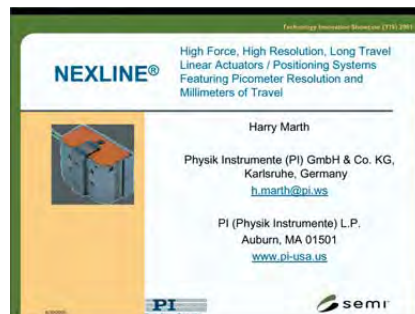 Technology Innovation Showcase (TIS) 2001
NEXLINE®
High Force, High Resolution, Long Travel
Linear Actuators / Positioning Systems
Featuring Picometer Resolution and
Millimeters of Travel
Harry Marth
Physik Instrumente (PI) GmbH & Co. KG,
Karlsruhe, Germany
h.marth@pi.ws
PI (Physik Instrumente) L.P.
Auburn, MA 01501
www.pi-usa.us
PI
semi